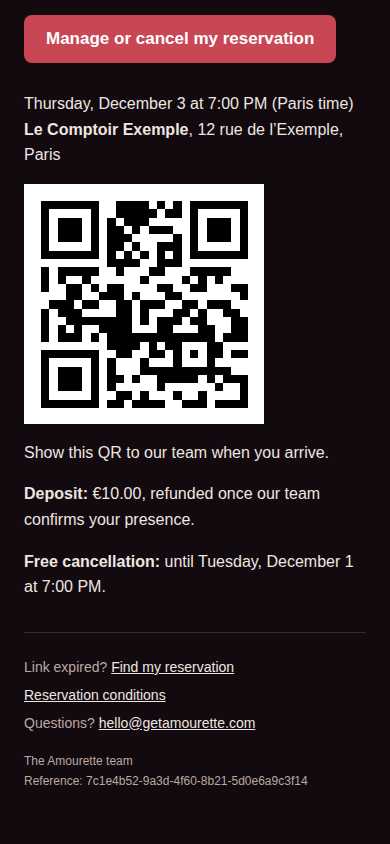 Manage or cancel my reservation
Thursday, December 3 at 7:00 PM (Paris time)
Le Comptoir Exemple, 12 rue de l’Exemple,
Paris
Show this QR to our team when you arrive.
Deposit: €10.00, refunded once our team
confirms your presence.
Free cancellation: until Tuesday, December 1
at 7:00 PM.
Link expired? Find my reservation
Reservation conditions
Questions? hello@getamourette.com
The Amourette team
Reference: 7c1e4b52-9a3d-4f60-8b21-5d0e6a9c3f14